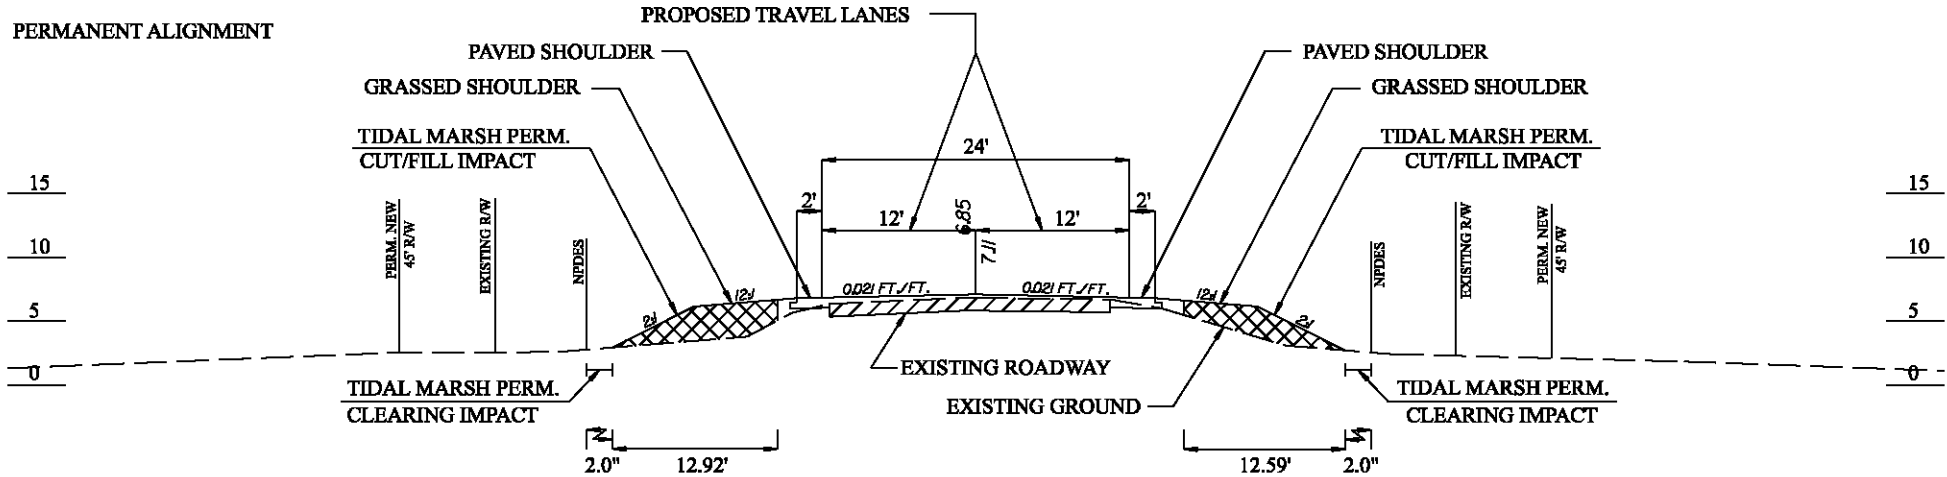 PROPOSED TRAVEL LANES
PERMANENT ALIGNMENT
PAVED SHOULDER
PAVED SHOULDER
GRASSED SHOULDER
GRASSED SHOULDER
TIDAL MARSH PERM.
CUT/FILL IMPACT
TIDAL MARSH PERM.
CUT/FILL IMPACT
24'
15
15
2'
2'
12'
6.85
12'
7.11
PERM. NEW
45' R/W
EXISTING R/W
NPDES
NPDES
EXISTING R/W
PERM. NEW
45' R/W
10
10
12:1
0.021 FT./FT.
0.021 FT./FT.
12:1
5
2:1
2:1
5
0
0
EXISTING ROADWAY
TIDAL MARSH PERM.
CLEARING IMPACT
EXISTING GROUND
TIDAL MARSH PERM.
CLEARING IMPACT
2.0"
12.92'
12.59'
2.0"